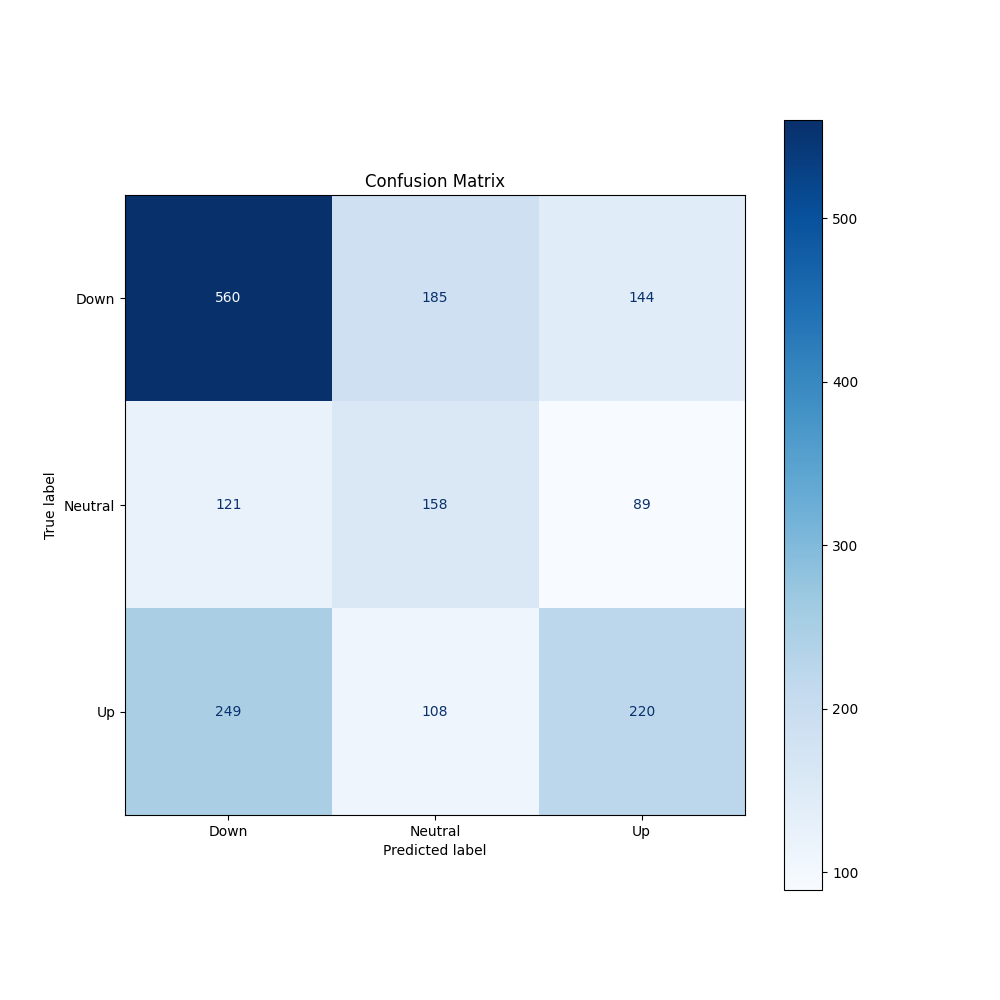 Confusion Matrix
True label
Down
Neutral
Up
560 185 144
121 158 89
249 108 220
Down Neutral Up
Predicted label
500
400
300
200
100